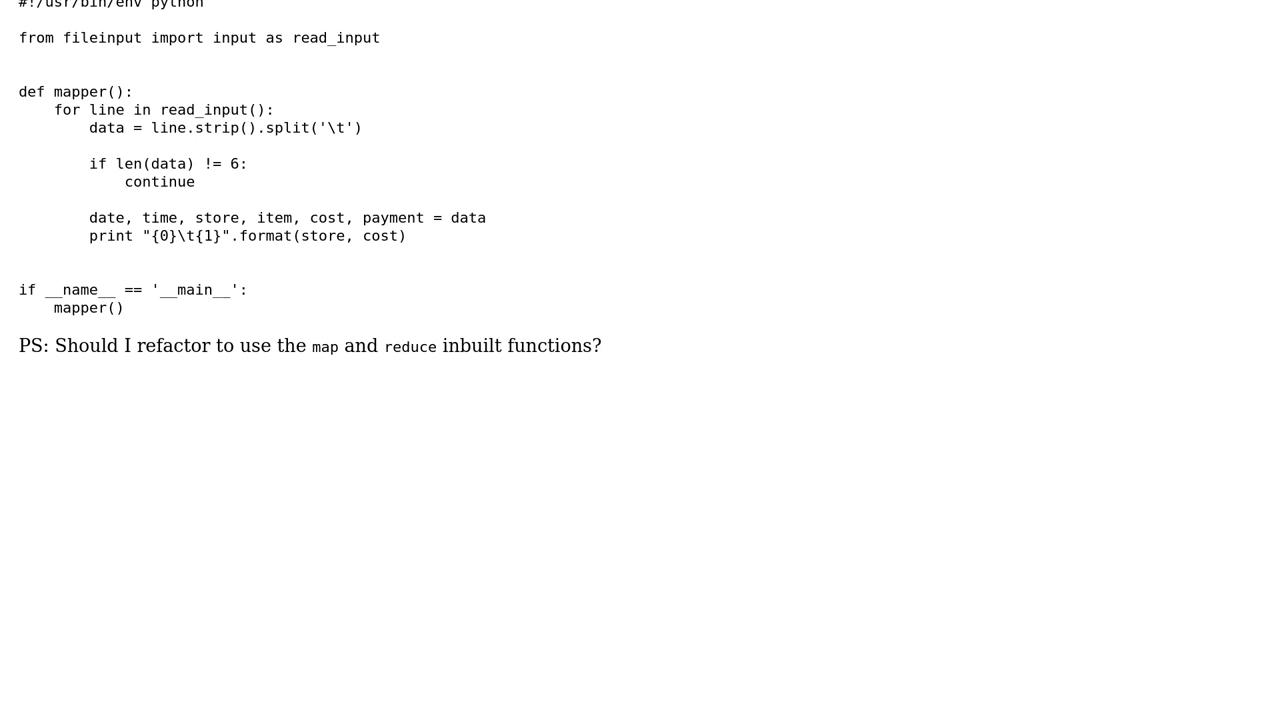 #!/usr/bin/env python
from fileinput import input as read_input
def mapper():
    for line in read_input():
        data = line.strip().split('\t')
        if len(data) != 6:
            continue
        date, time, store, item, cost, payment = data
        print "{0}\t{1}".format(store, cost)
if __name__ == '__main__':
    mapper()
PS: Should I refactor to use the map and reduce inbuilt functions?